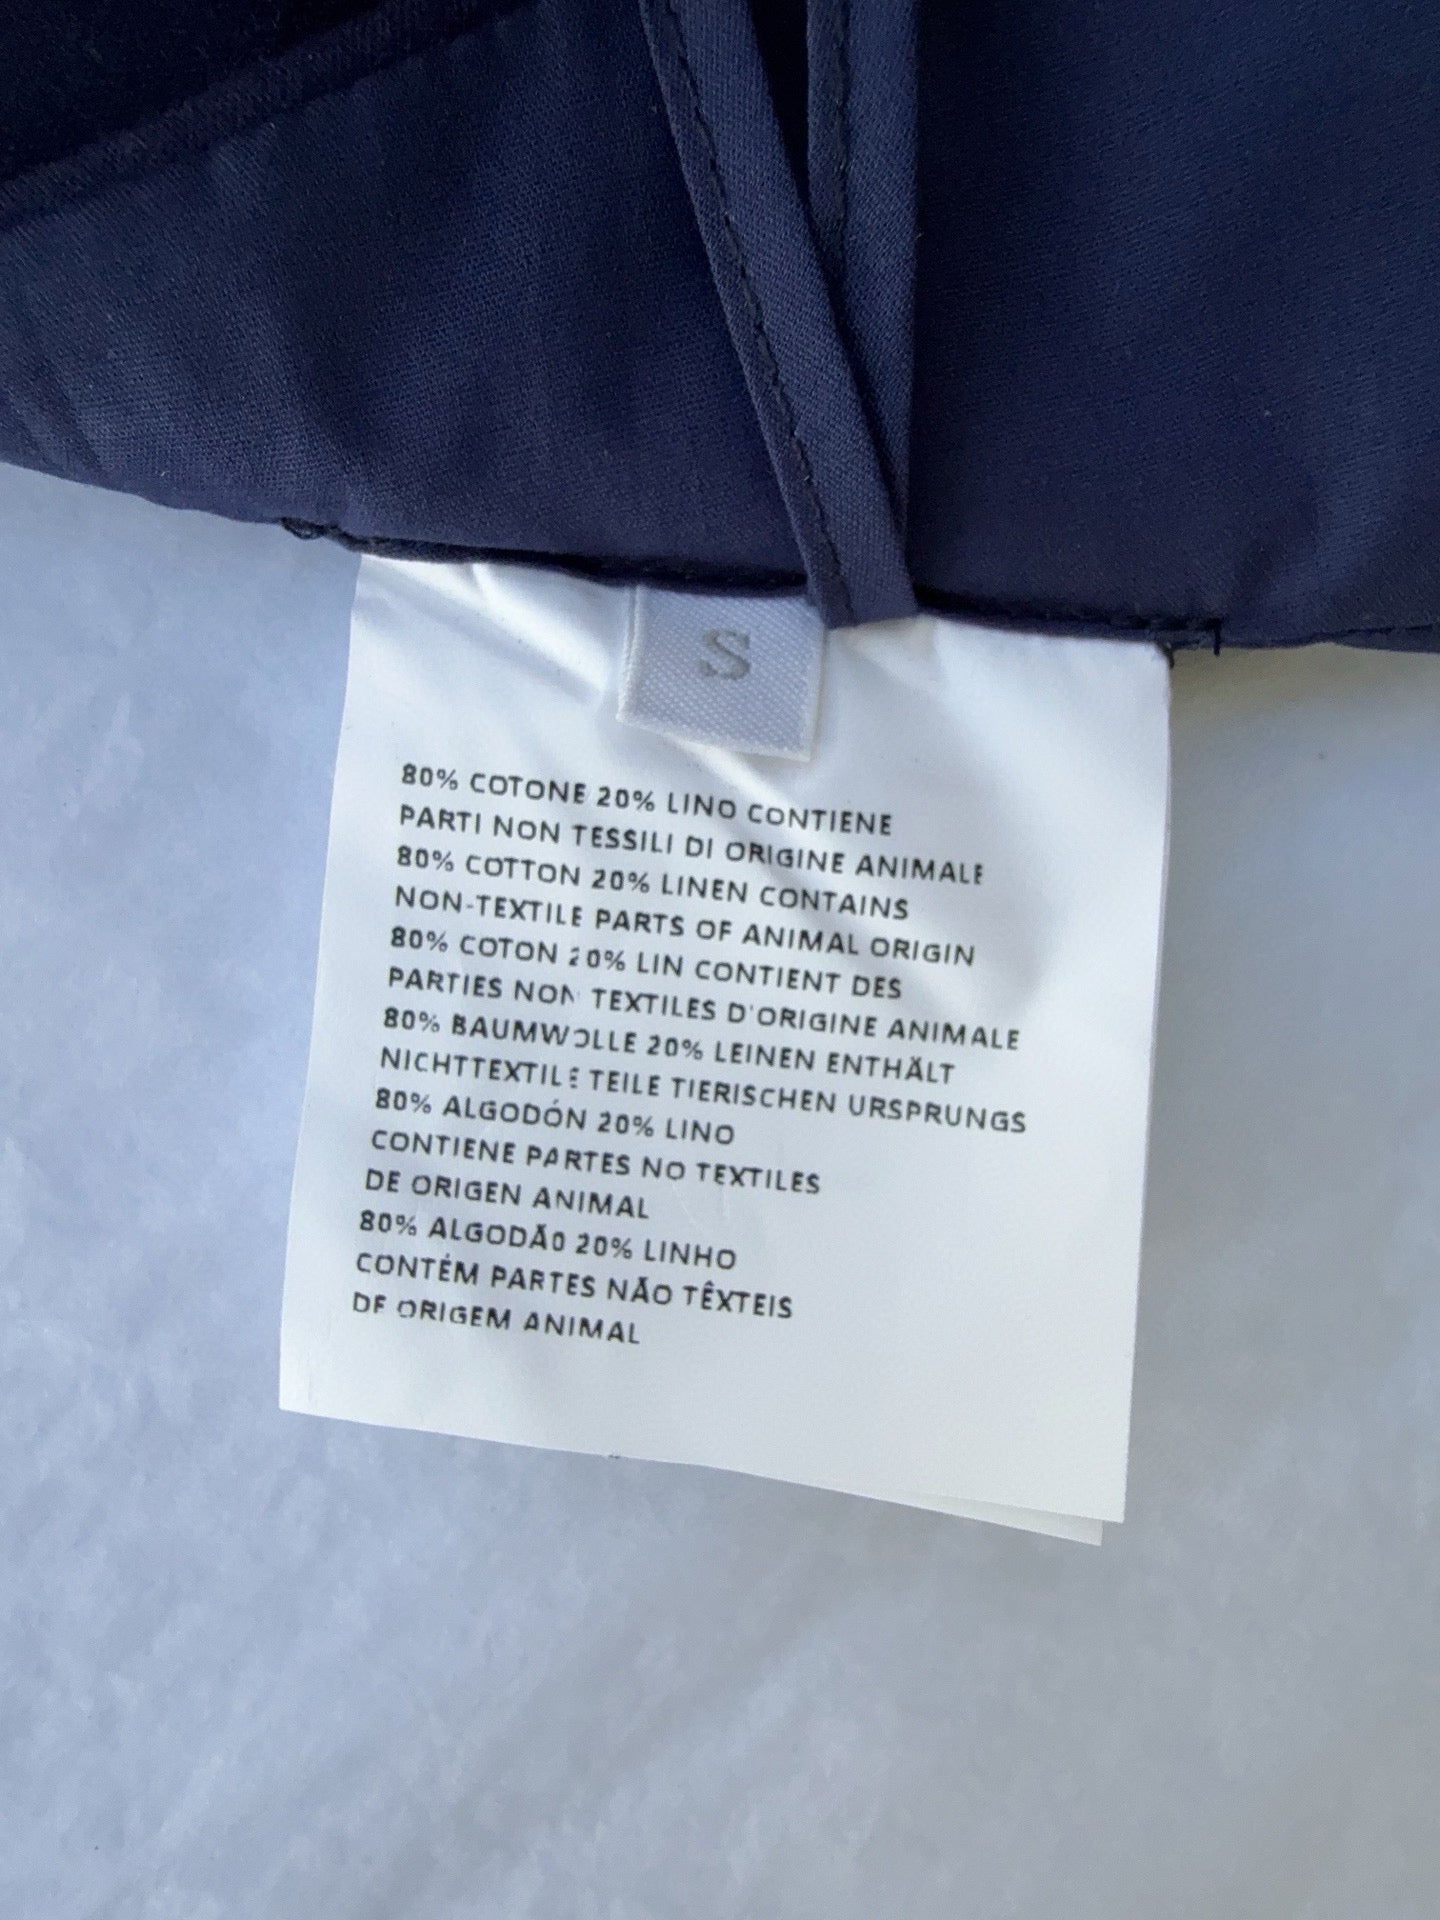 S
80% COTONE 20% LINO CONTIENE
PARTI NON TESSILI DI ORIGINE ANIMALE
80% COTTON 20% LINEN CONTAINS
NON-TEXTILE PARTS OF ANIMAL ORIGIN
80% COTON 20% LIN CONTIENT DES
PARTIES NON TEXTILES D'ORIGINE ANIMALE
80% BAUMWOLLE 20% LEINEN ENTHÄLT
NICHTTEXTILE TEILE TIERISCHEN URSPRUNGS
80% ALGODÓN 20% LINO
CONTIENE PARTES NO TEXTILES
DE ORIGEN ANIMAL
80% ALGODÃO 20% LINHO
CONTÉM PARTES NÃO TÊXTEIS
DE ORIGEM ANIMAL